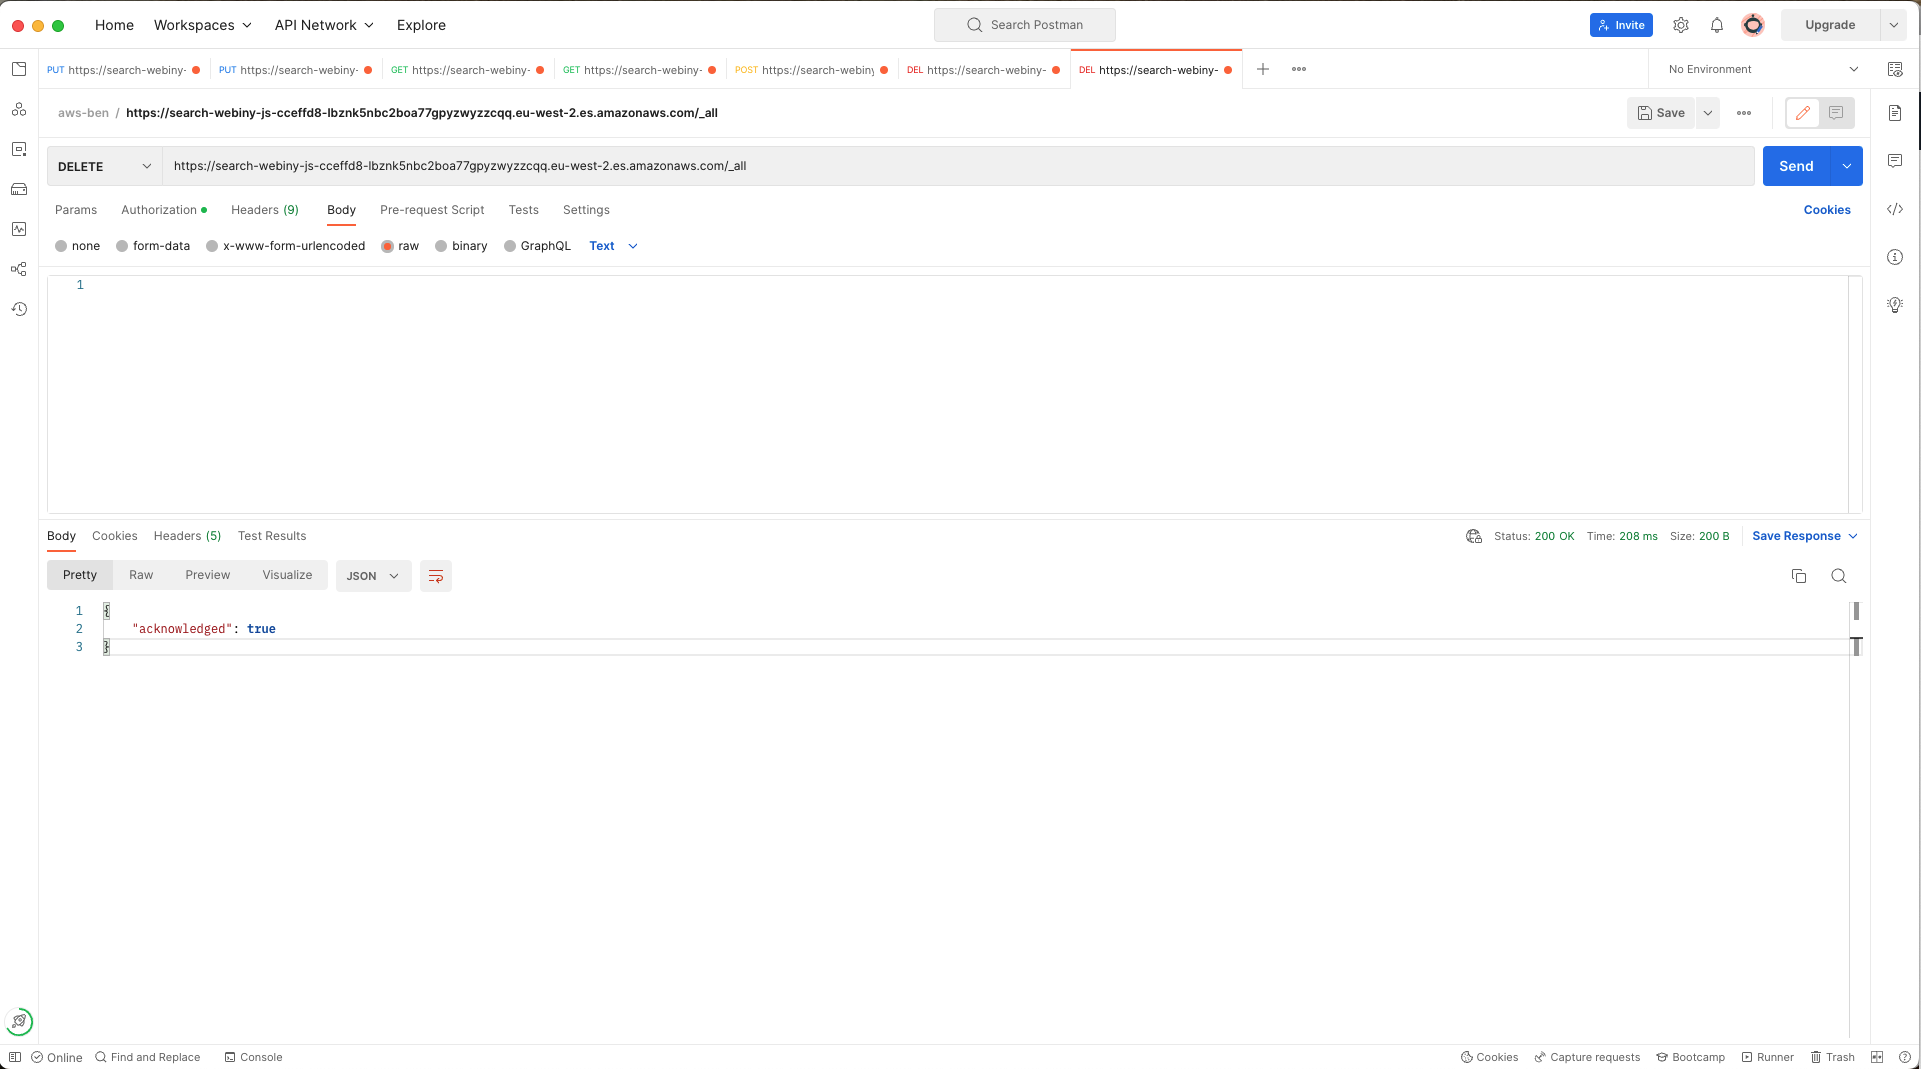 Home Workspaces API Network Explore Search Postman Invite Upgrade
PUT https://search-webiny- PUT https://search-webiny- GET https://search-webiny- GET https://search-webiny- POST https://search-webiny DEL https://search-webiny- DEL https://search-webiny- No Environment
aws-ben / https://search-webiny-js-cceffd8-lbznk5nbc2boa77gpyzwyzzcqq.eu-west-2.es.amazonaws.com/_all Save
DELETE https://search-webiny-js-cceffd8-lbznk5nbc2boa77gpyzwyzzcqq.eu-west-2.es.amazonaws.com/_all Send
Params Authorization Headers (9) Body Pre-request Script Tests Settings Cookies
none form-data x-www-form-urlencoded raw binary GraphQL Text
1
Body Cookies Headers (5) Test Results Status: 200 OK Time: 208 ms Size: 200 B Save Response
Pretty Raw Preview Visualize JSON
1 {
2 "acknowledged": true
3 }
Online Find and Replace Console Cookies Capture requests Bootcamp Runner Trash